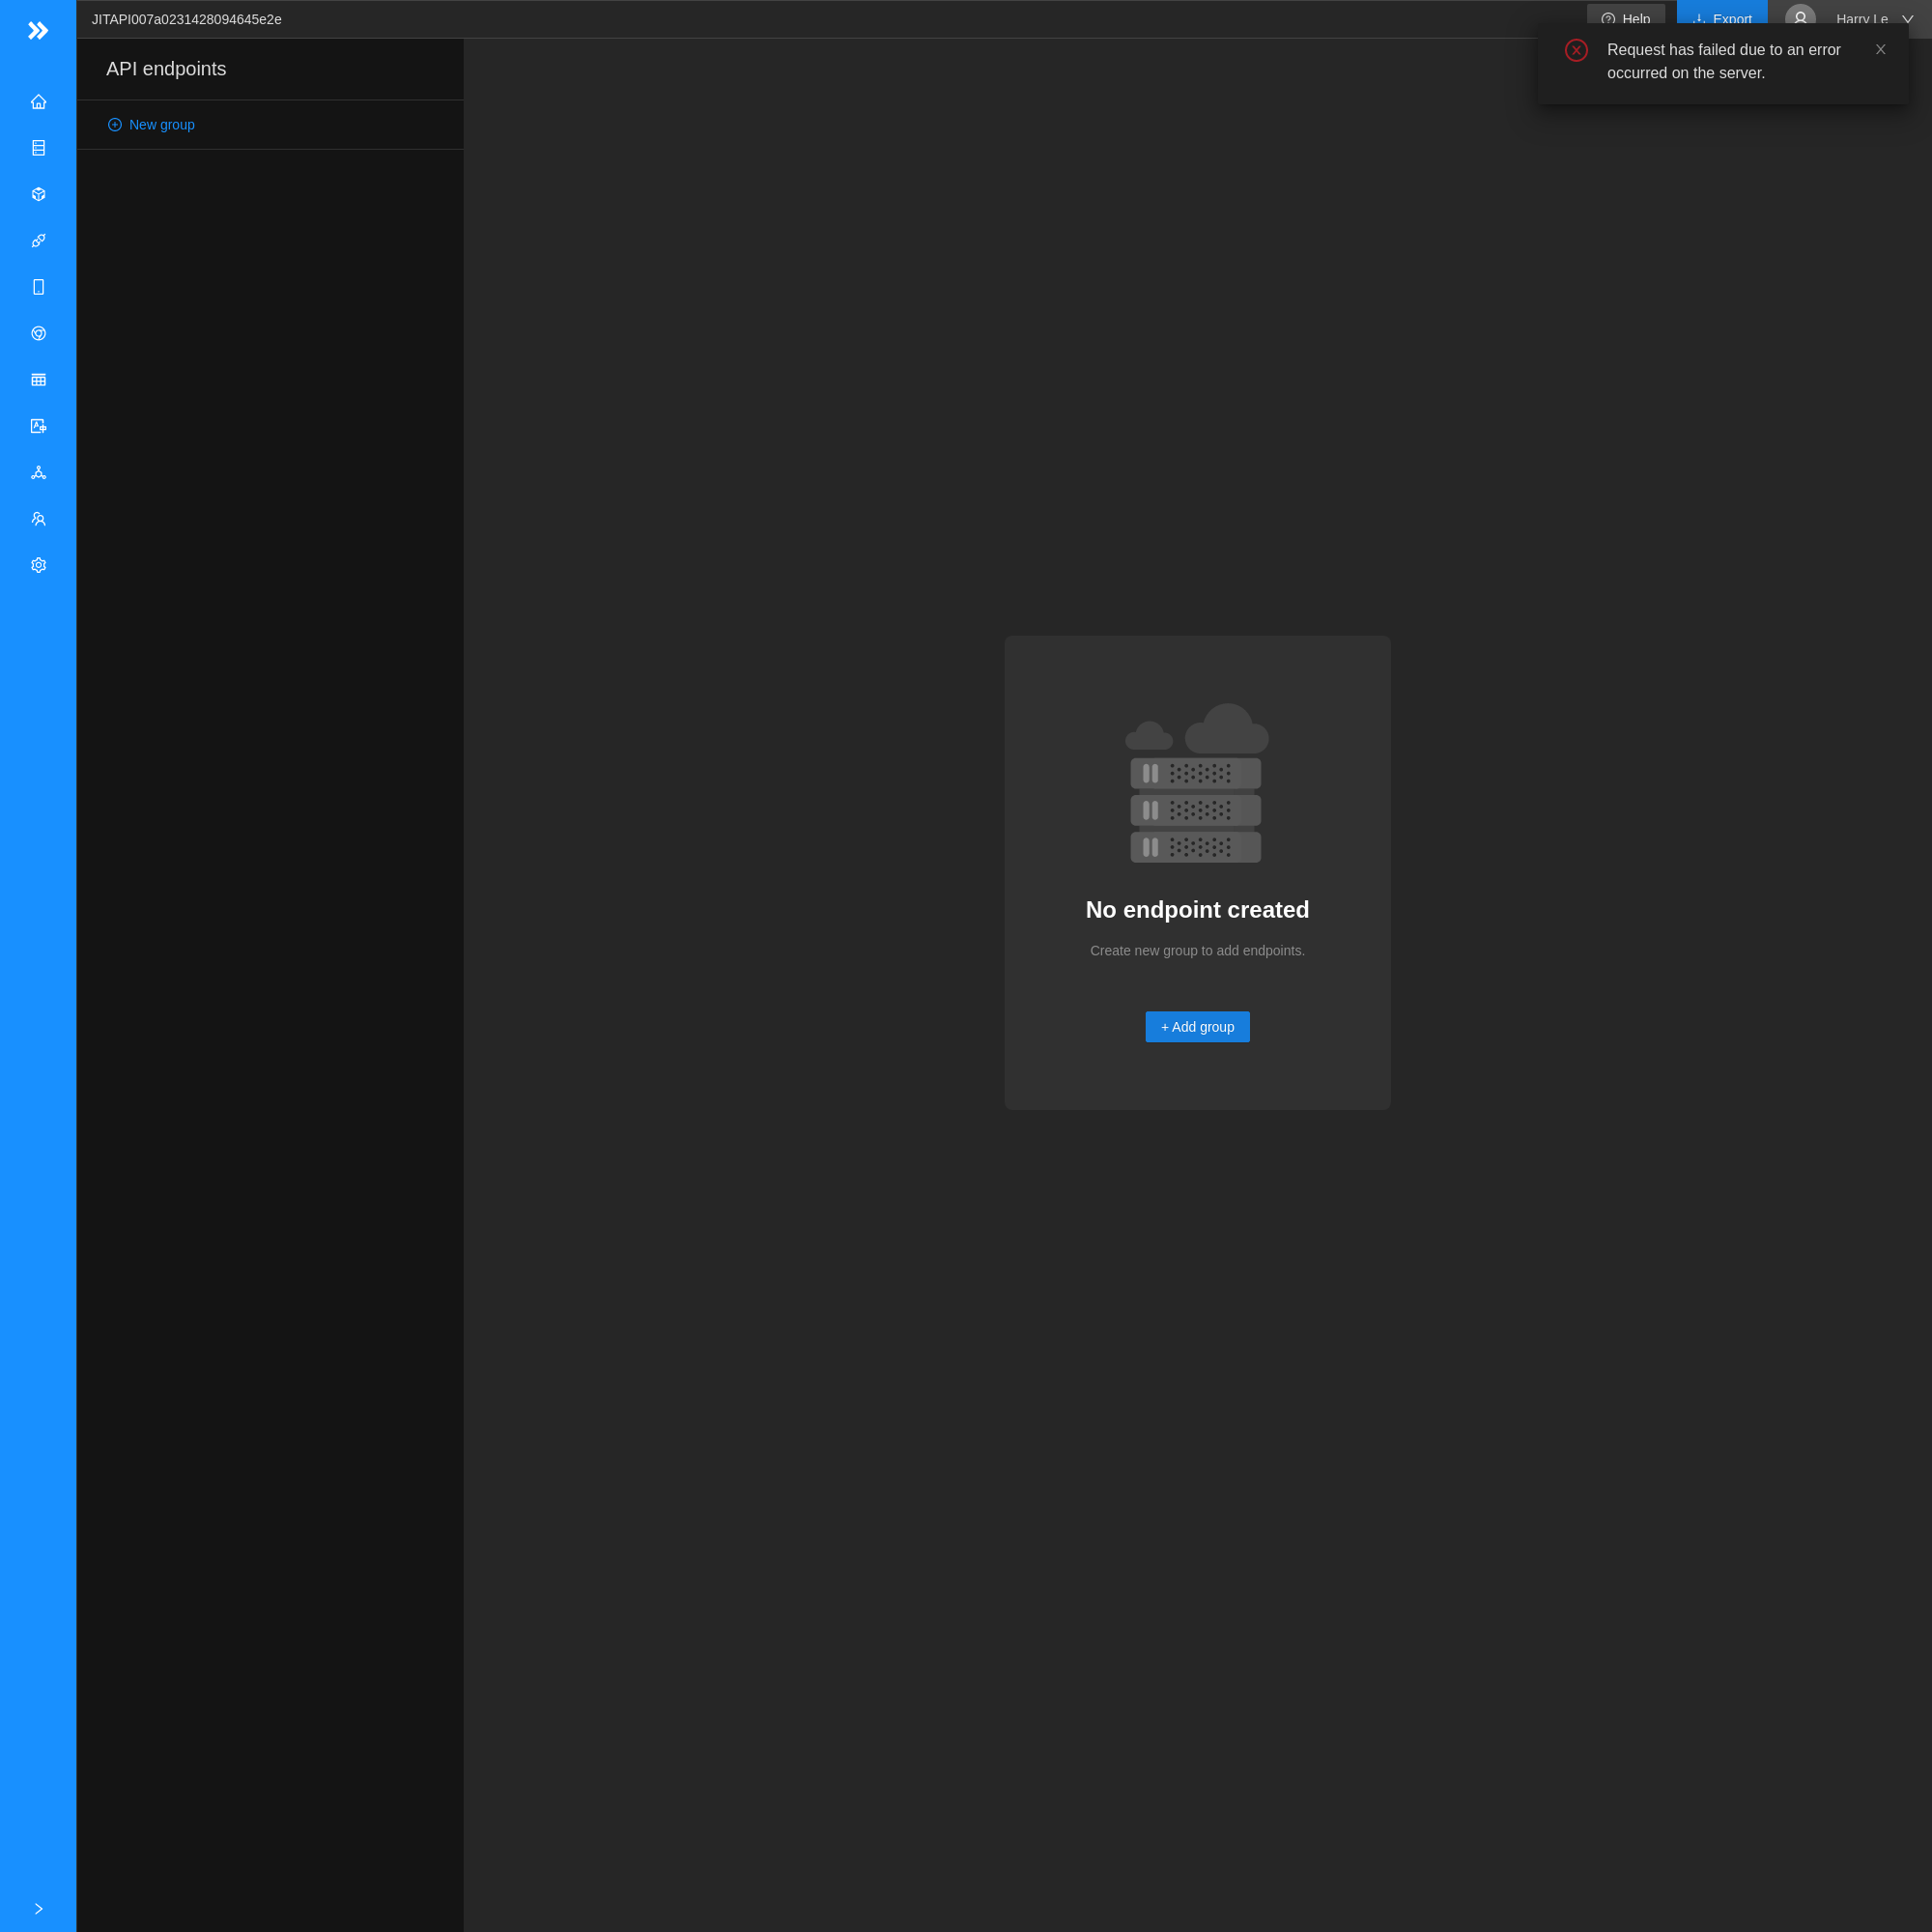 JITAPI007a0231428094645e2e
Help
Export
Harry Le
Request has failed due to an error
occurred on the server.
API endpoints
New group
No endpoint created
Create new group to add endpoints.
+ Add group